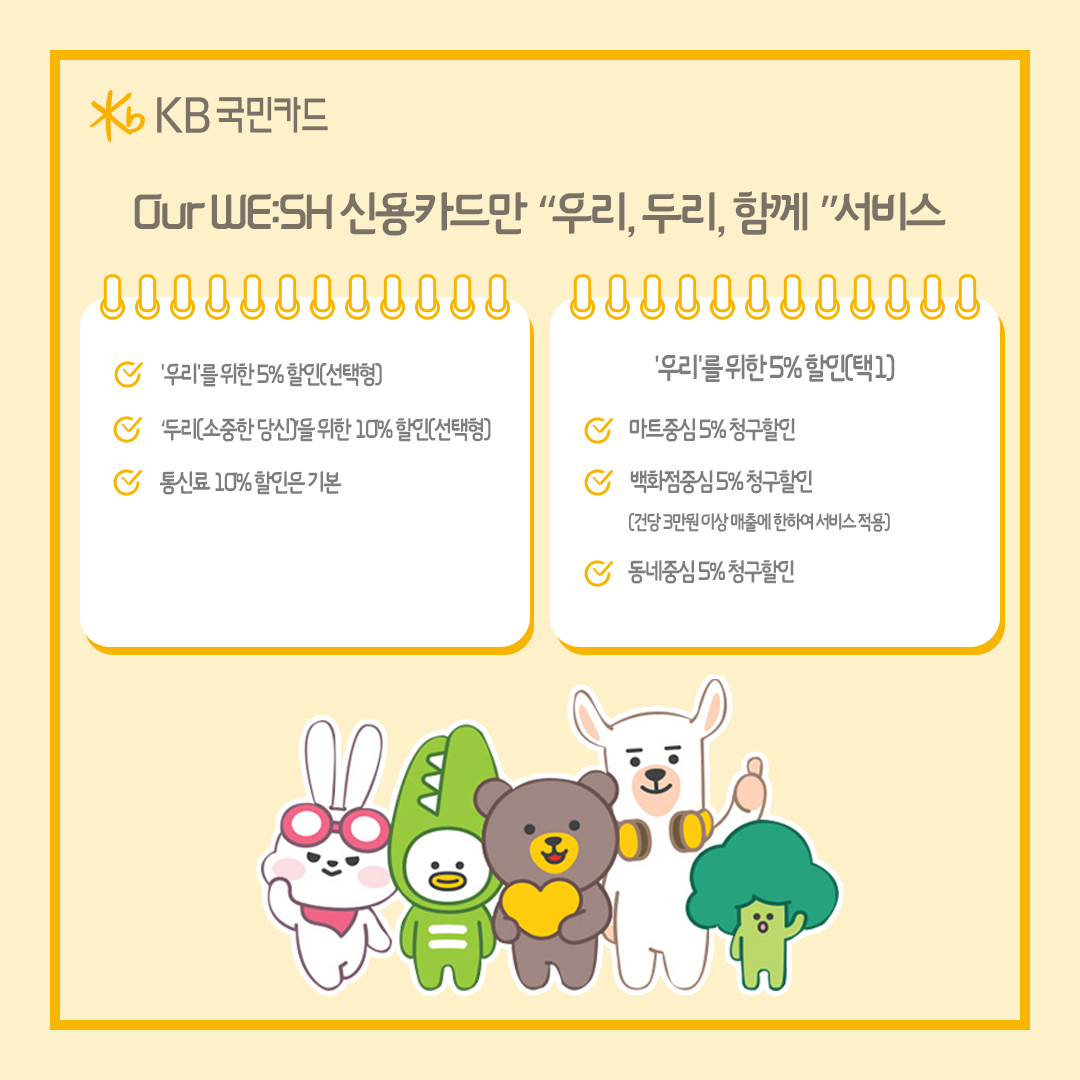 KB 국민카드
Our WE:SH 신용카드만 “우리, 두리, 함께 ”서비스
'우리'를 위한 5% 할인(선택형)
‘두리(소중한 당신)’을 위한 10% 할인(선택형)
통신료 10% 할인은 기본
'우리'를 위한 5% 할인(택1)
마트중심 5% 청구할인
백화점중심 5% 청구할인
(건당 3만원 이상 매출에 한하여 서비스 적용)
동네중심 5% 청구할인